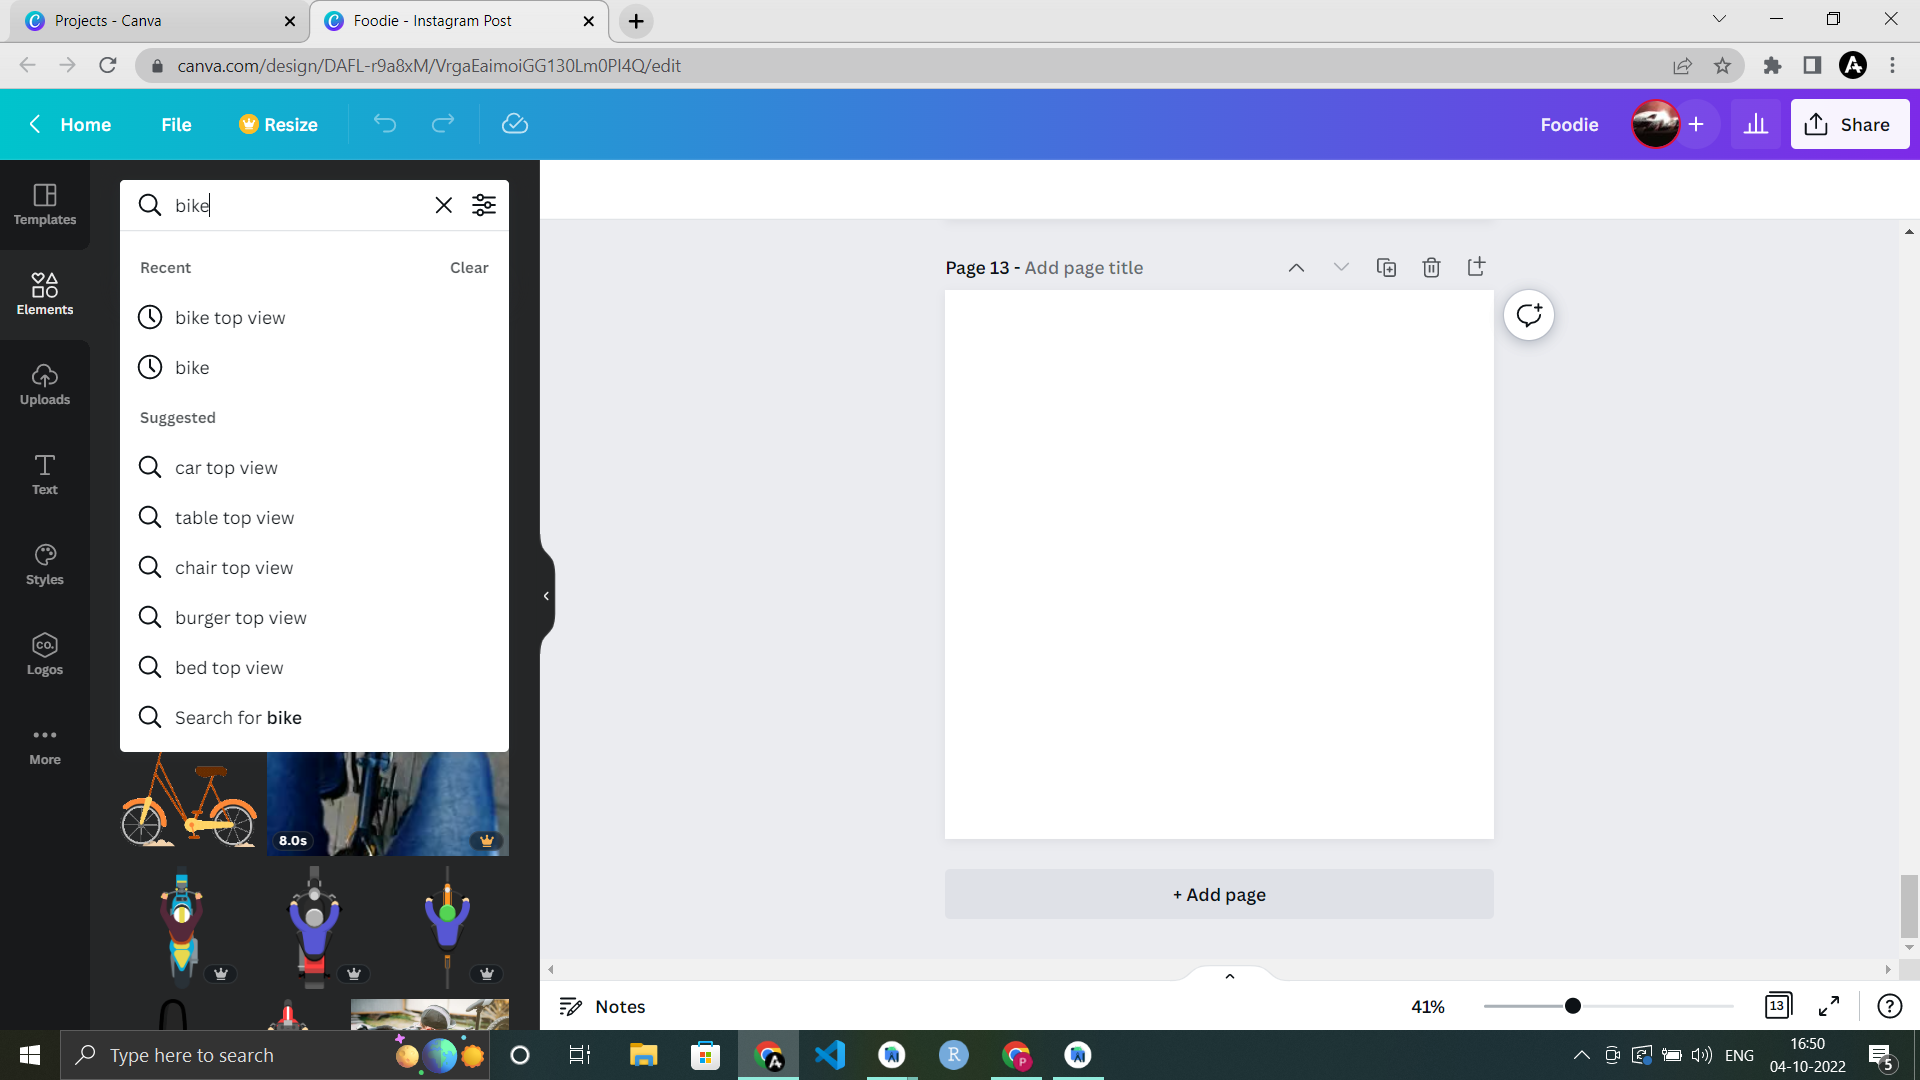 Projects - Canva
Foodie - Instagram Post
canva.com/design/DAFL-r9a8xM/VrgaEaimoiGG130Lm0PI4Q/edit
Home
File
Resize
Foodie
Share
Templates
Elements
Uploads
Text
Styles
CO.
Logos
More
bike
Recent
Clear
bike top view
bike
Suggested
car top view
table top view
chair top view
burger top view
bed top view
Search for bike
8.0s
Page 13 - Add page title
+ Add page
Notes
41%
13
Type here to search
R
P
ENG
16:50
04-10-2022
5